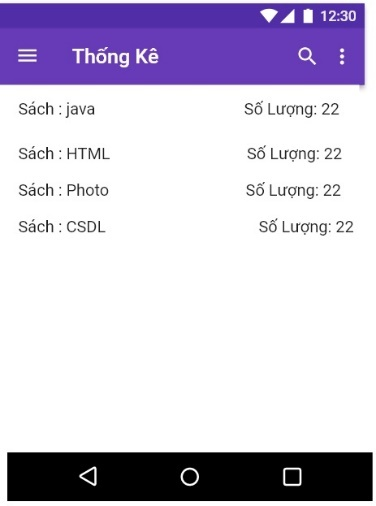 12:30
Thống Kê
Sách : java Số Lượng: 22
Sách : HTML Số Lượng: 22
Sách : Photo Số Lượng: 22
Sách : CSDL Số Lượng: 22